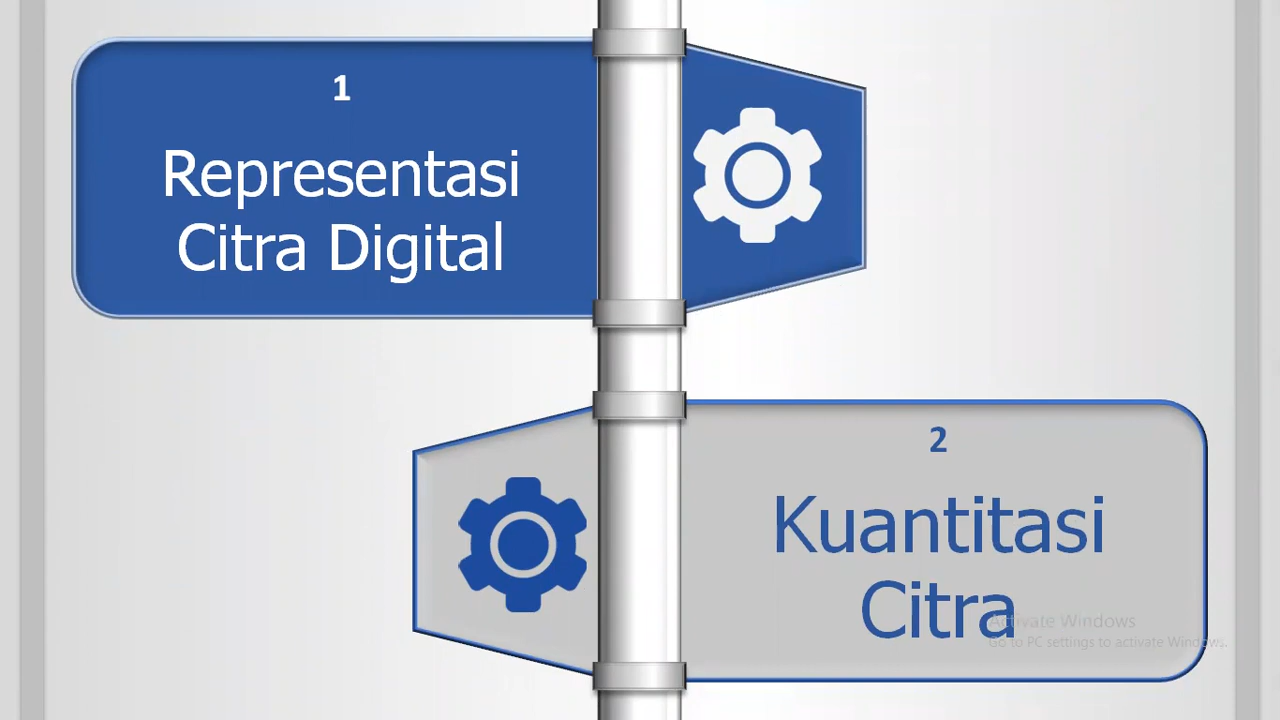 1
Representasi
Citra Digital
2
Kuantitasi
Citra
Activate Windows
Go to PC settings to activate Windows.